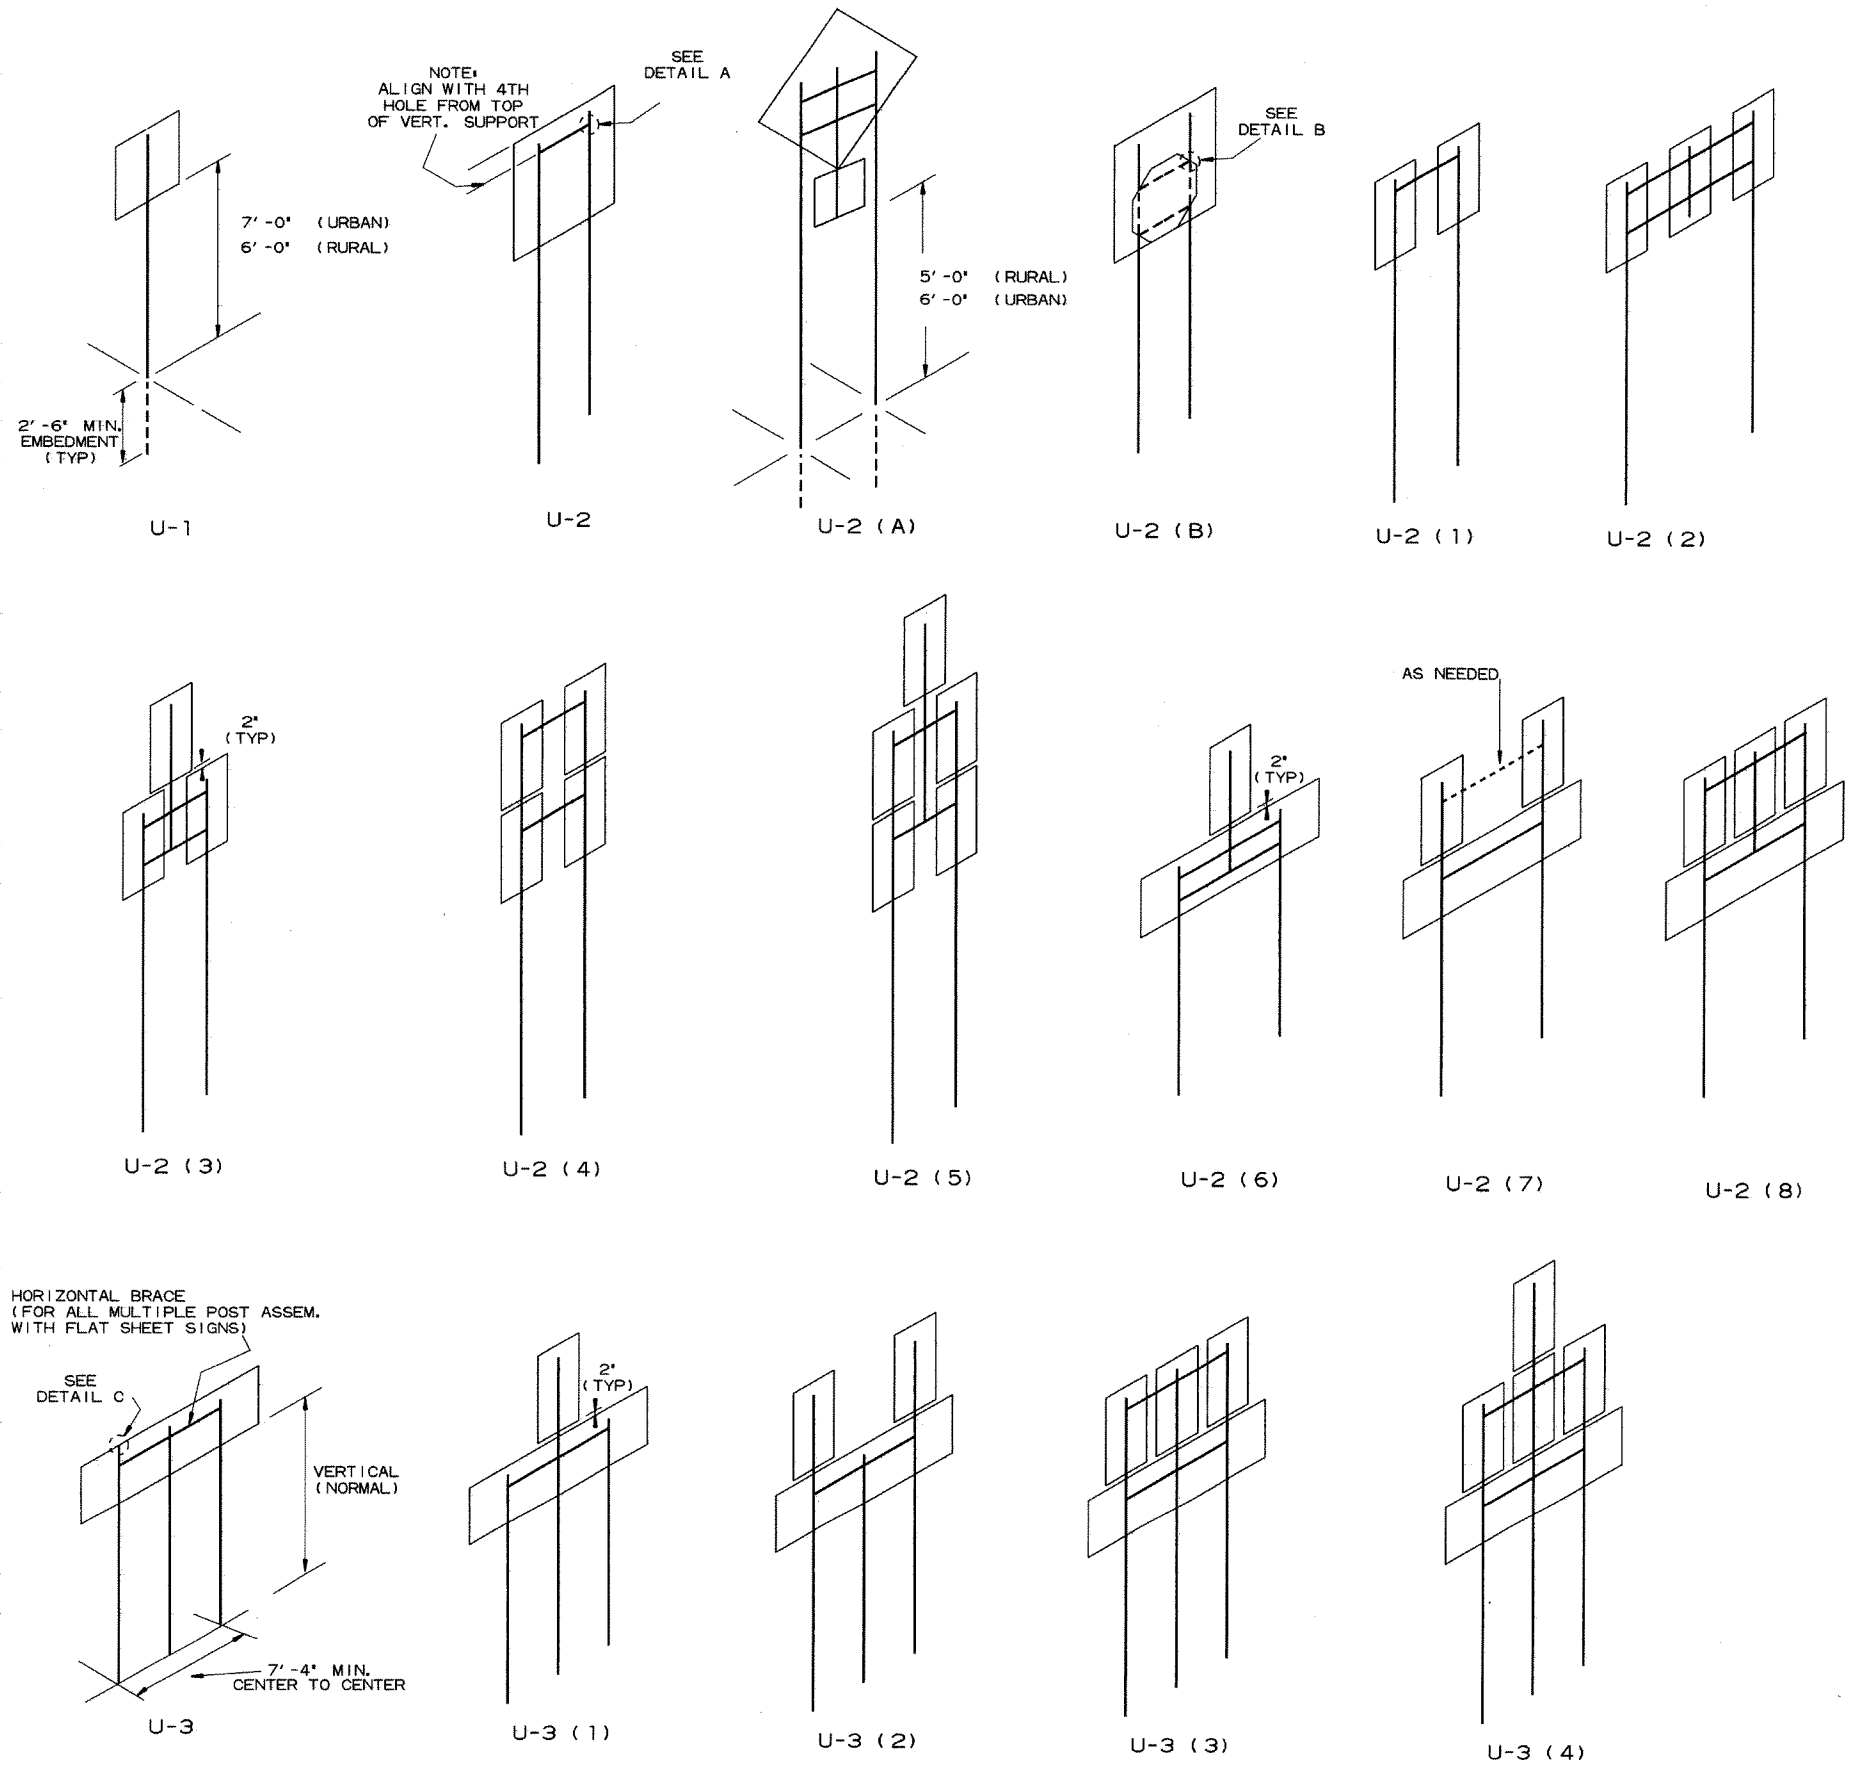 NOTE:
ALIGN WITH 4TH
HOLE FROM TOP
OF VERT. SUPPORT
SEE
DETAIL A
SEE
DETAIL B
7'-0" (URBAN)
6'-0" (RURAL)
5'-0" (RURAL)
6'-0" (URBAN)
2'-6" MIN.
EMBEDMENT
(TYP)
U-1
U-2
U-2 (A)
U-2 (B)
U-2 (1)
U-2 (2)
2"
(TYP)
2"
(TYP)
AS NEEDED
U-2 (3)
U-2 (4)
U-2 (5)
U-2 (6)
U-2 (7)
U-2 (8)
HORIZONTAL BRACE
(FOR ALL MULTIPLE POST ASSEM.
WITH FLAT SHEET SIGNS)
SEE
DETAIL C
2"
(TYP)
VERTICAL
(NORMAL)
7'-4" MIN.
CENTER TO CENTER
U-3
U-3 (1)
U-3 (2)
U-3 (3)
U-3 (4)